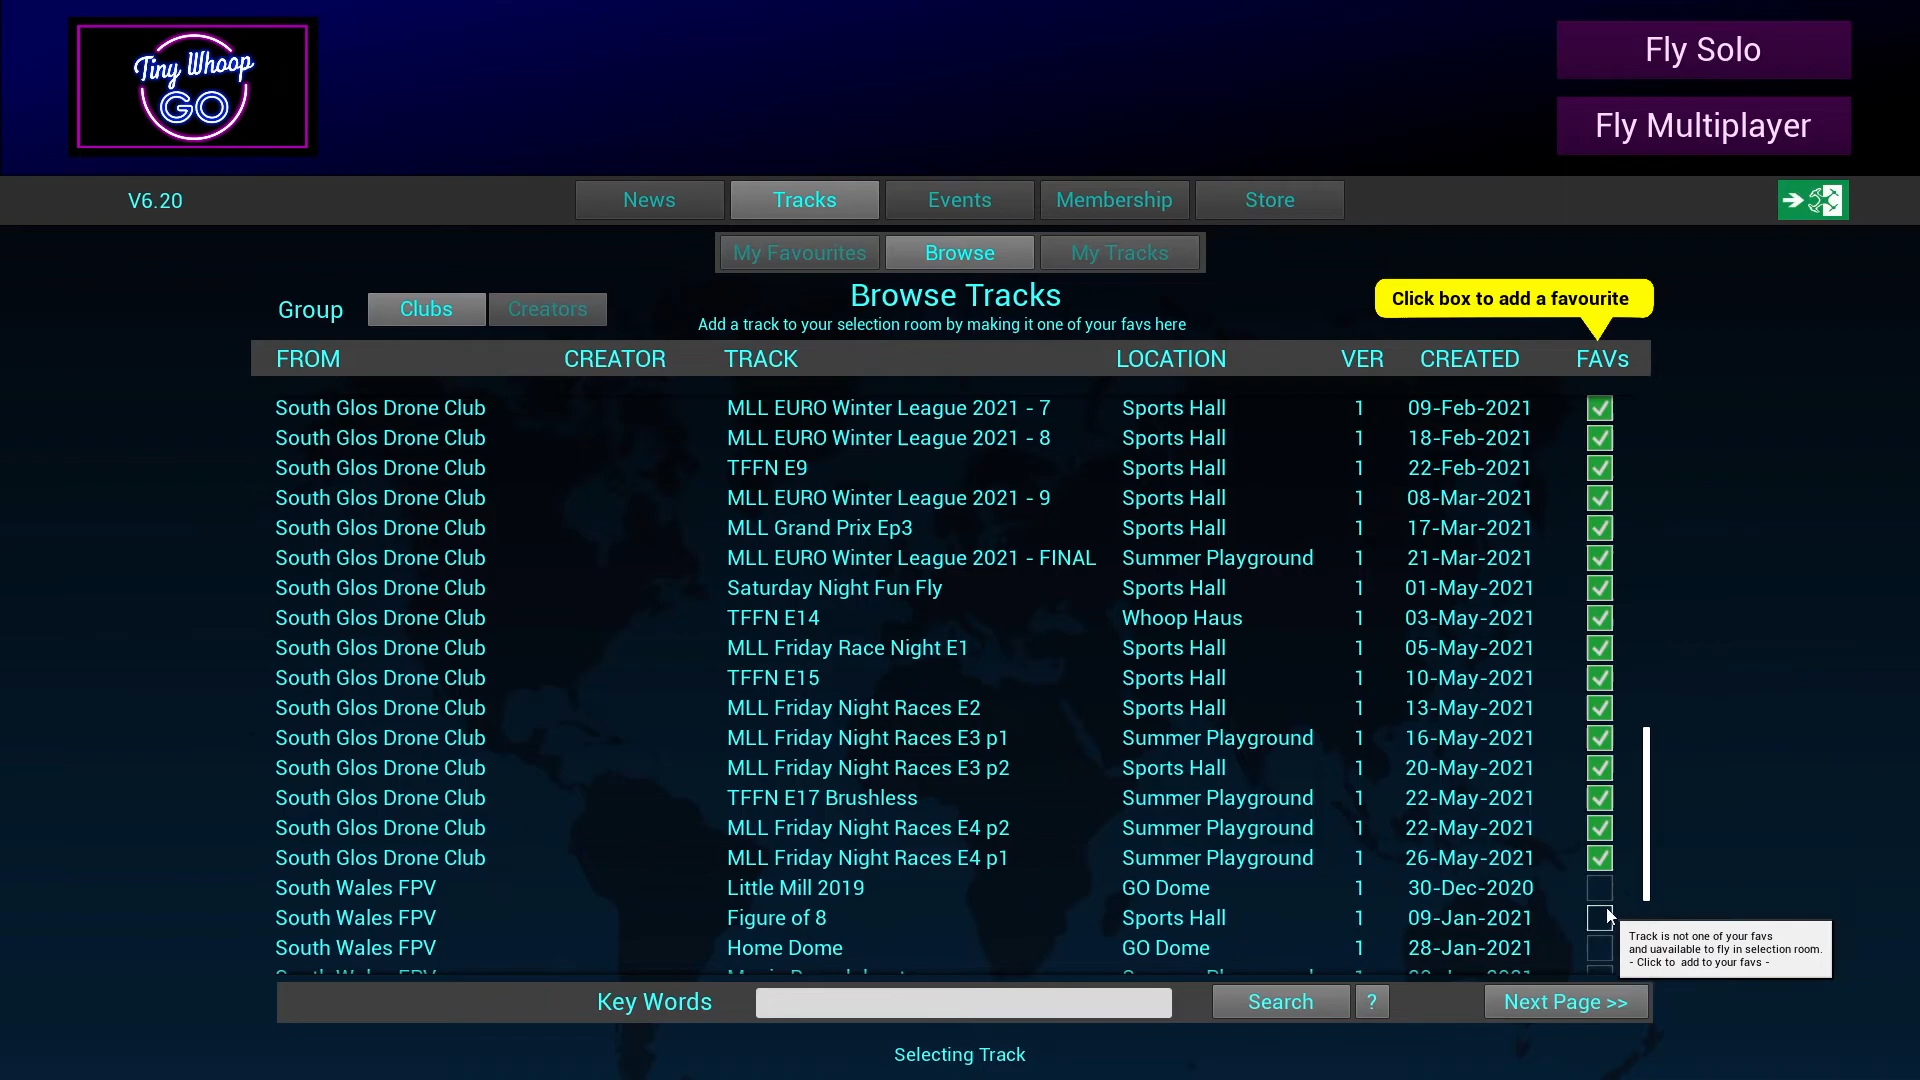 Tiny Whoop
GO
Fly Solo
Fly Multiplayer
V6.20
News
Tracks
Events
Membership
Store
My Favourites
Browse
My Tracks
Group
Clubs
Creators
Browse Tracks
Add a track to your selection room by making it one of your favs here
Click box to add a favourite
FROM CREATOR TRACK LOCATION VER CREATED FAVs
South Glos Drone Club MLL EURO Winter League 2021 - 7 Sports Hall 1 09-Feb-2021
South Glos Drone Club MLL EURO Winter League 2021 - 8 Sports Hall 1 18-Feb-2021
South Glos Drone Club TFFN E9 Sports Hall 1 22-Feb-2021
South Glos Drone Club MLL EURO Winter League 2021 - 9 Sports Hall 1 08-Mar-2021
South Glos Drone Club MLL Grand Prix Ep3 Sports Hall 1 17-Mar-2021
South Glos Drone Club MLL EURO Winter League 2021 - FINAL Summer Playground 1 21-Mar-2021
South Glos Drone Club Saturday Night Fun Fly Sports Hall 1 01-May-2021
South Glos Drone Club TFFN E14 Whoop Haus 1 03-May-2021
South Glos Drone Club MLL Friday Race Night E1 Sports Hall 1 05-May-2021
South Glos Drone Club TFFN E15 Sports Hall 1 10-May-2021
South Glos Drone Club MLL Friday Night Races E2 Sports Hall 1 13-May-2021
South Glos Drone Club MLL Friday Night Races E3 p1 Summer Playground 1 16-May-2021
South Glos Drone Club MLL Friday Night Races E3 p2 Sports Hall 1 20-May-2021
South Glos Drone Club TFFN E17 Brushless Summer Playground 1 22-May-2021
South Glos Drone Club MLL Friday Night Races E4 p2 Summer Playground 1 22-May-2021
South Glos Drone Club MLL Friday Night Races E4 p1 Summer Playground 1 26-May-2021
South Wales FPV Little Mill 2019 GO Dome 1 30-Dec-2020
South Wales FPV Figure of 8 Sports Hall 1 09-Jan-2021
South Wales FPV Home Dome GO Dome 1 28-Jan-2021
Track is not one of your favs
and uavailable to fly in selection room.
- Click to add to your favs -
Key Words
Search
?
Next Page >>
Selecting Track